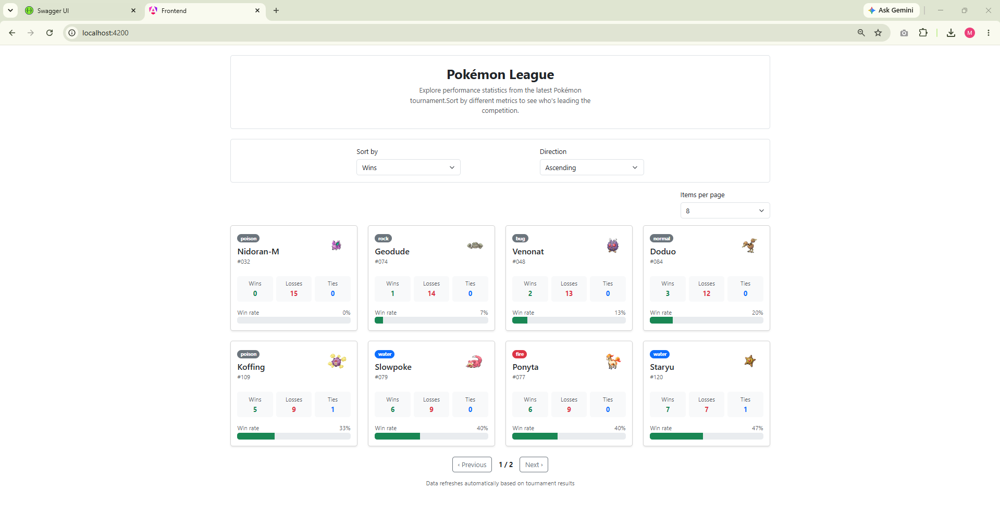 Swagger UI
Frontend
Ask Gemini
localhost:4200
M
Pokémon League
Explore performance statistics from the latest Pokémon
tournament.Sort by different metrics to see who's leading the
competition.
Sort by
Direction
Wins
Ascending
Items per page
8
poison
Nidoran-M
#032
Wins Losses Ties
0 15 0
Win rate 0%
rock
Geodude
#074
Wins Losses Ties
1 14 0
Win rate 7%
bug
Venonat
#048
Wins Losses Ties
2 13 0
Win rate 13%
normal
Doduo
#084
Wins Losses Ties
3 12 0
Win rate 20%
poison
Koffing
#109
Wins Losses Ties
5 9 1
Win rate 33%
water
Slowpoke
#079
Wins Losses Ties
6 9 0
Win rate 40%
fire
Ponyta
#077
Wins Losses Ties
6 9 0
Win rate 40%
water
Staryu
#120
Wins Losses Ties
7 7 1
Win rate 47%
‹ Previous 1 / 2 Next ›
Data refreshes automatically based on tournament results